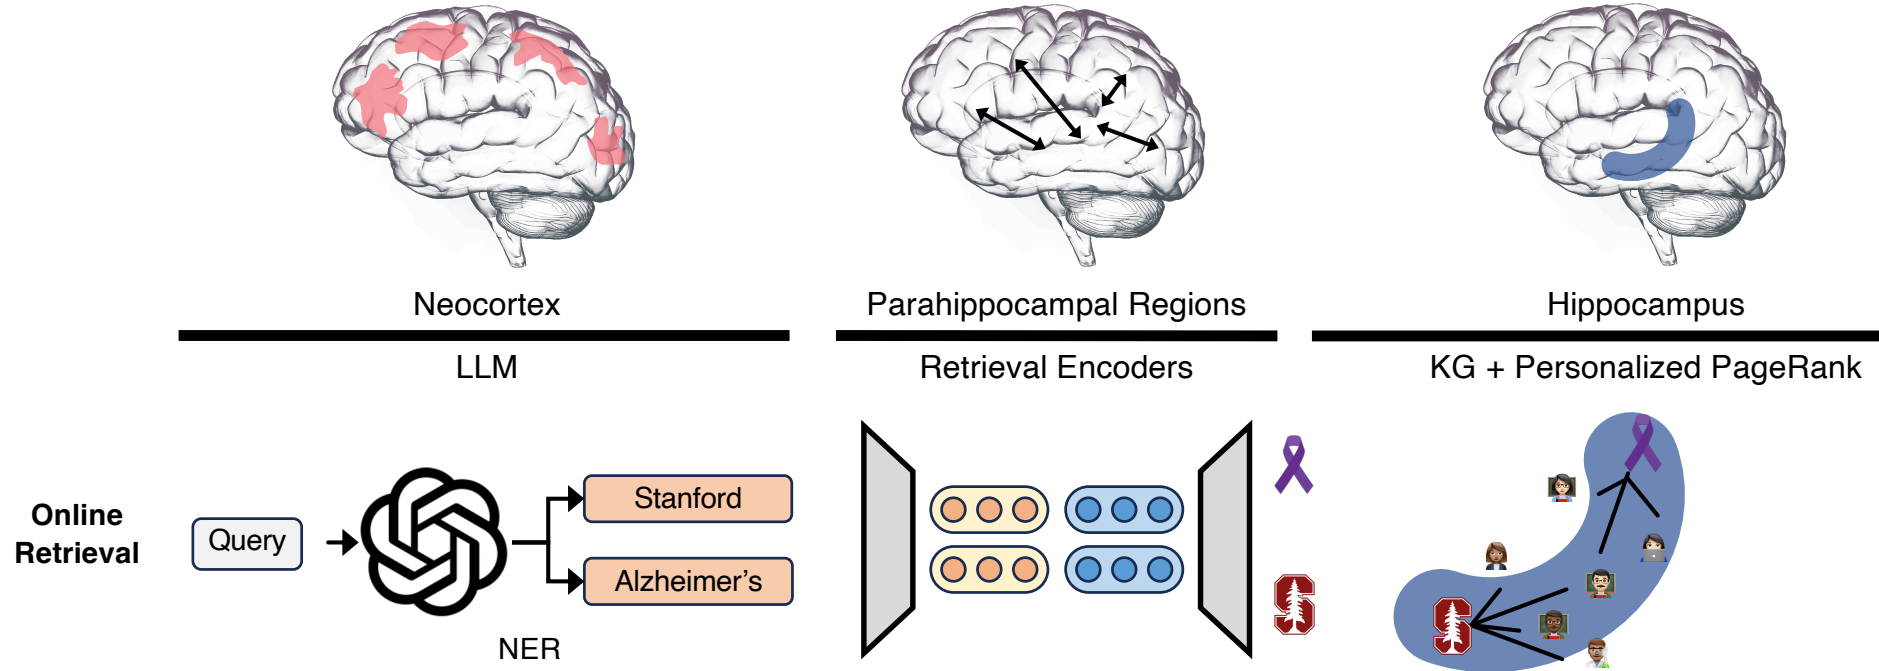 Neocortex
Parahippocampal Regions
Hippocampus
LLM
Retrieval Encoders
KG + Personalized PageRank
Online
Retrieval
Query
Stanford
Alzheimer's
NER
S
S